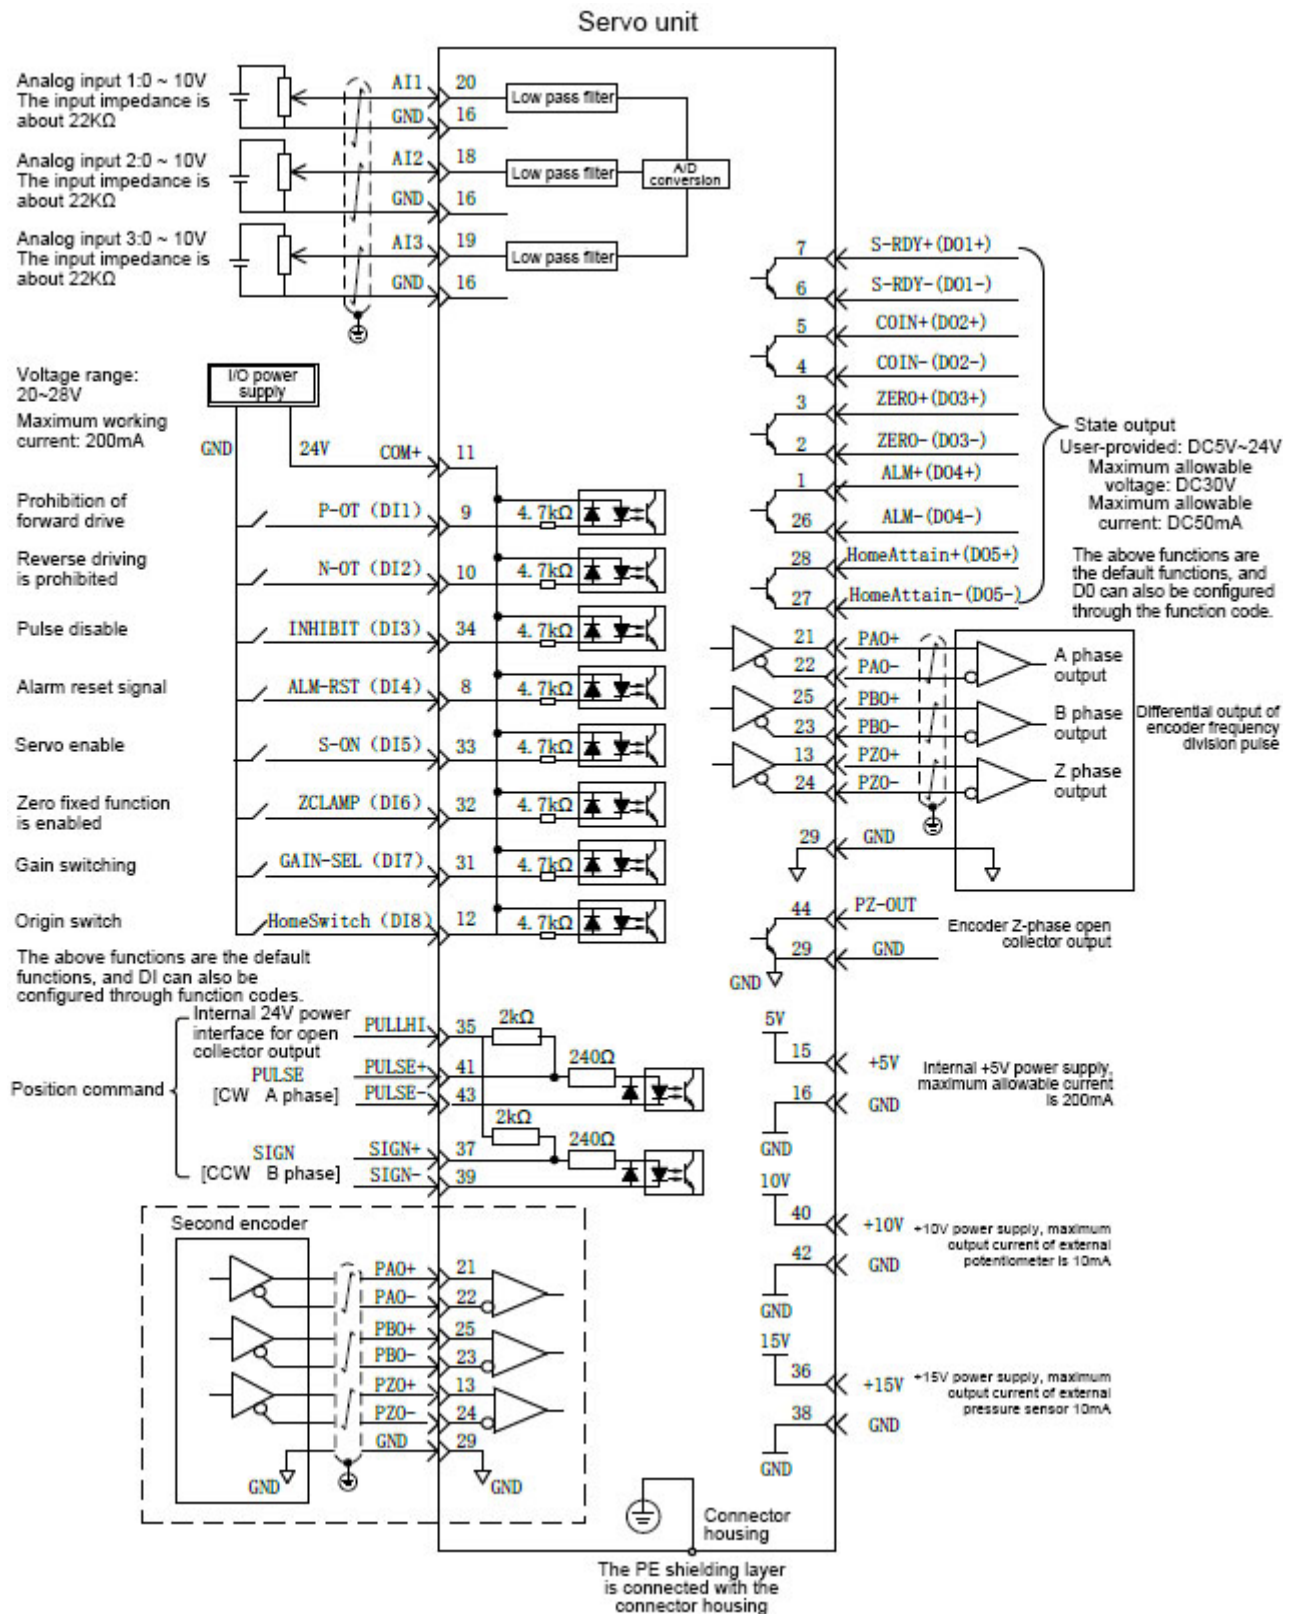 Servo unit
Analog input 1:0 ~ 10V
The input impedance is
about 22KΩ
AI1
20
Low pass filter
GND
16
Analog input 2:0 ~ 10V
The input impedance is
about 22KΩ
AI2
18
Low pass filter
A/D
conversion
GND
16
Analog input 3:0 ~ 10V
The input impedance is
about 22KΩ
AI3
19
Low pass filter
GND
16
Voltage range:
20~28V
Maximum working
current: 200mA
I/O power
supply
GND
24V
COM+
11
Prohibition of
forward drive
P-OT (DI1)
9
4.7kΩ
Reverse driving
is prohibited
N-OT (DI2)
10
4.7kΩ
Pulse disable
INHIBIT (DI3)
34
4.7kΩ
Alarm reset signal
ALM-RST (DI4)
8
4.7kΩ
Servo enable
S-ON (DI5)
33
4.7kΩ
Zero fixed function
is enabled
ZCLAMP (DI6)
32
4.7kΩ
Gain switching
GAIN-SEL (DI7)
31
4.7kΩ
Origin switch
HomeSwitch (DI8)
12
4.7kΩ
The above functions are the default
functions, and DI can also be
configured through function codes.
Position command
Internal 24V power
interface for open
collector output
PULLHI
35
2kΩ
PULSE
[CW A phase]
PULSE+
41
240Ω
PULSE-
43
2kΩ
SIGN
[CCW B phase]
SIGN+
37
240Ω
SIGN-
39
Second encoder
PAO+
21
PAO-
22
PBO+
25
PBO-
23
PZO+
13
PZO-
24
GND
29
GND
GND
7
S-RDY+(DO1+)
6
S-RDY-(DO1-)
5
COIN+(DO2+)
4
COIN-(DO2-)
3
ZERO+(DO3+)
2
ZERO-(DO3-)
1
ALM+(DO4+)
26
ALM-(DO4-)
28
HomeAttain+(DO5+)
27
HomeAttain-(DO5-)
State output
User-provided: DC5V~24V
Maximum allowable
voltage: DC30V
Maximum allowable
current: DC50mA
The above functions are
the default functions, and
D0 can also be configured
through the function code.
21
PAO+
22
PAO-
A phase
output
25
PBO+
23
PBO-
B phase
output
13
PZO+
24
PZO-
Z phase
output
Differential output of
encoder frequency
division pulse
29
GND
44
PZ-OUT
29
GND
GND
Encoder Z-phase open
collector output
5V
15
+5V
16
GND
GND
Internal +5V power supply,
maximum allowable current
is 200mA
10V
40
+10V
42
GND
GND
+10V power supply, maximum
output current of external
potentiometer is 10mA
15V
36
+15V
38
GND
GND
+15V power supply, maximum
output current of external
pressure sensor 10mA
Connector
housing
The PE shielding layer
is connected with the
connector housing